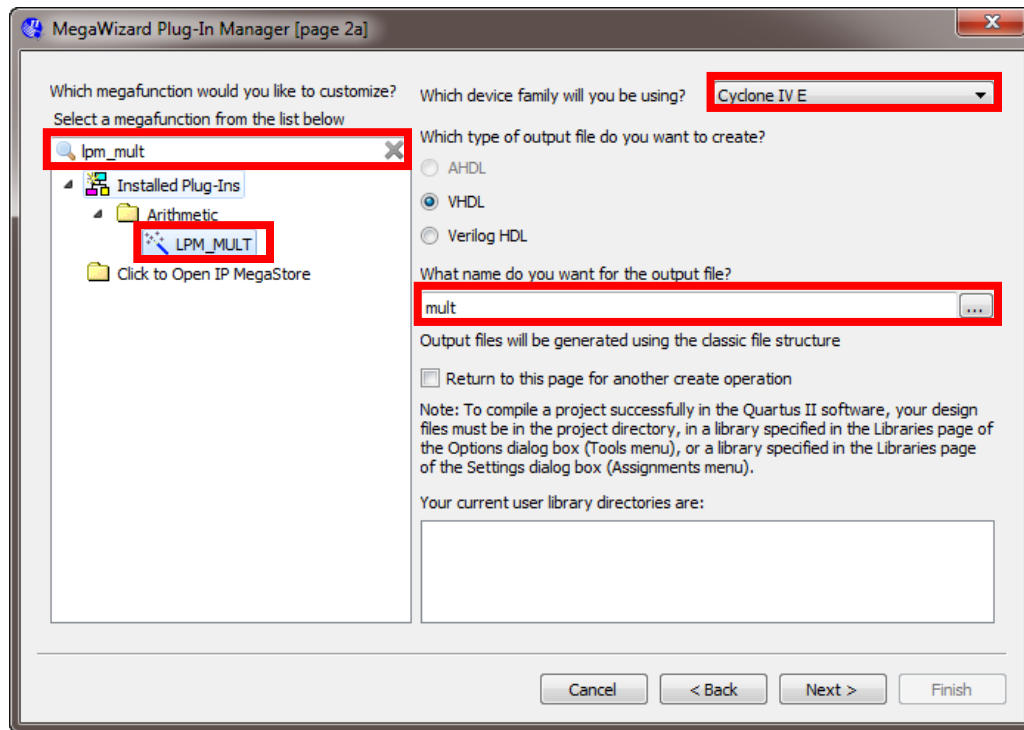 MegaWizard Plug-In Manager [page 2a]
Which megafunction would you like to customize?
Select a megafunction from the list below
lpm_mult
Installed Plug-Ins
Arithmetic
LPM_MULT
Click to Open IP MegaStore
Which device family will you be using?
Cyclone IV E
Which type of output file do you want to create?
AHDL
VHDL
Verilog HDL
What name do you want for the output file?
mult
...
Output files will be generated using the classic file structure
Return to this page for another create operation
Note: To compile a project successfully in the Quartus II software, your design
files must be in the project directory, in a library specified in the Libraries page of
the Options dialog box (Tools menu), or a library specified in the Libraries page
of the Settings dialog box (Assignments menu).
Your current user library directories are:
Cancel
< Back
Next >
Finish